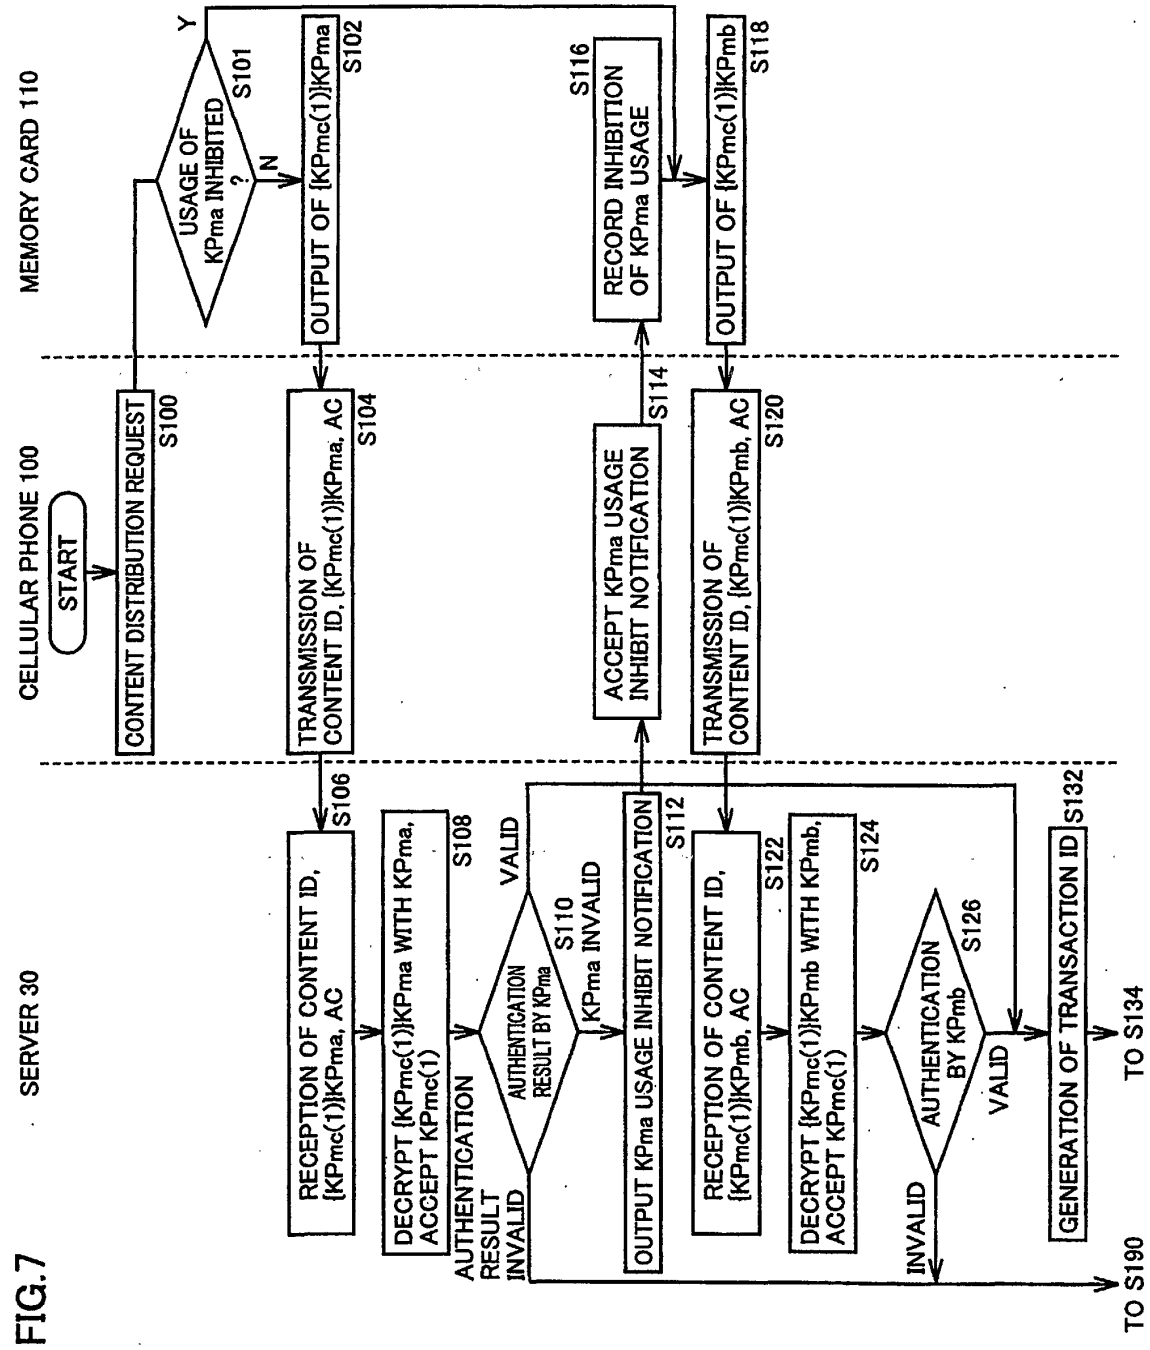 FIG.7
SERVER 30
CELLULAR PHONE 100
MEMORY CARD 110
START
CONTENT DISTRIBUTION REQUEST
S100
USAGE OF
KPma INHIBITED
?
S101
Y
N
OUTPUT OF {KPmc(1)}KPma
S102
TRANSMISSION OF
CONTENT ID, {KPmc(1)}KPma, AC
S104
RECEPTION OF CONTENT ID,
{KPmc(1)}KPma, AC
S106
DECRYPT {KPmc(1)}KPma WITH KPma,
ACCEPT KPmc(1)
S108
AUTHENTICATION
RESULT
INVALID
AUTHENTICATION
RESULT BY KPma
S110
VALID
KPma INVALID
OUTPUT KPma USAGE INHIBIT NOTIFICATION
S112
ACCEPT KPma USAGE
INHIBIT NOTIFICATION
S114
RECORD INHIBITION
OF KPma USAGE
S116
OUTPUT OF {KPmc(1)}KPmb
S118
TRANSMISSION OF
CONTENT ID, {KPmc(1)}KPmb, AC
S120
RECEPTION OF CONTENT ID,
{KPmc(1)}KPmb, AC
S122
DECRYPT {KPmc(1)}KPmb WITH KPmb,
ACCEPT KPmc(1)
S124
AUTHENTICATION
BY KPmb
S126
INVALID
VALID
GENERATION OF TRANSACTION ID
S132
TO S190
TO S134